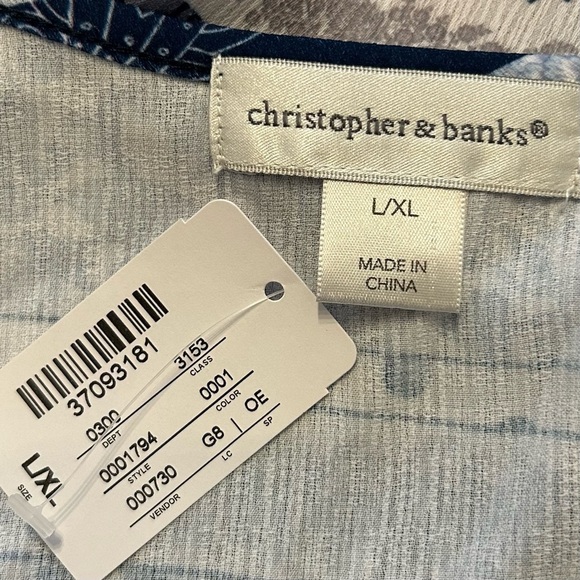 christopher & banks®
L/XL
MADE IN
CHINA
37093181
0300 3153
DEPT CLASS
0001794 0001
STYLE COLOR
000730 G8 | OE
VENDOR LC SP
L/XL
SIZE